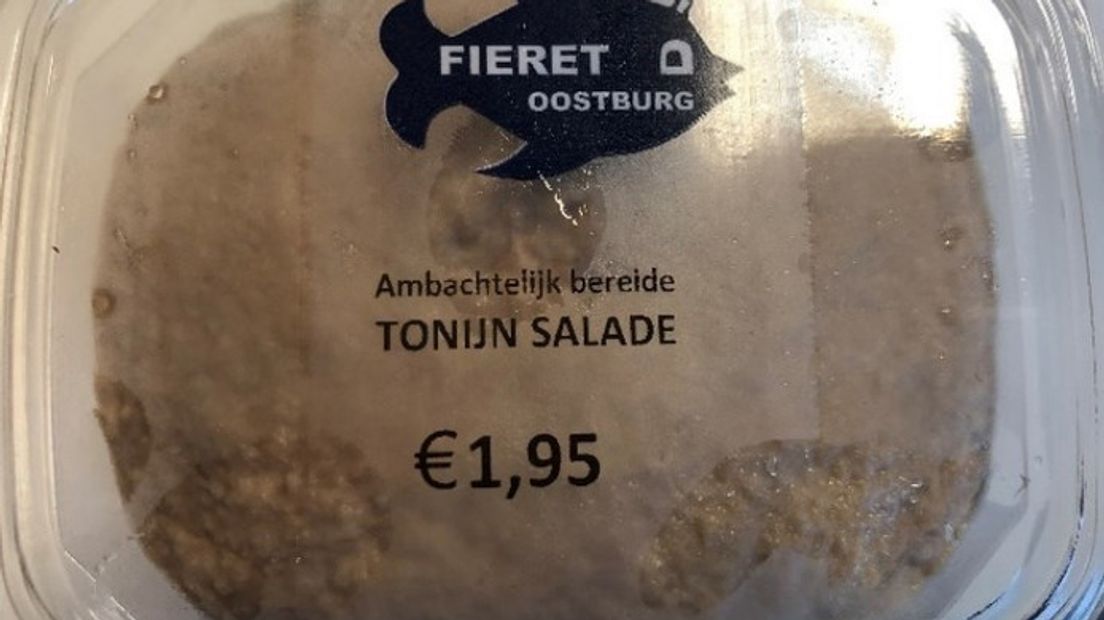 FIERET
OOSTBURG
Ambachtelijk bereide
TONIJN SALADE
€1,95